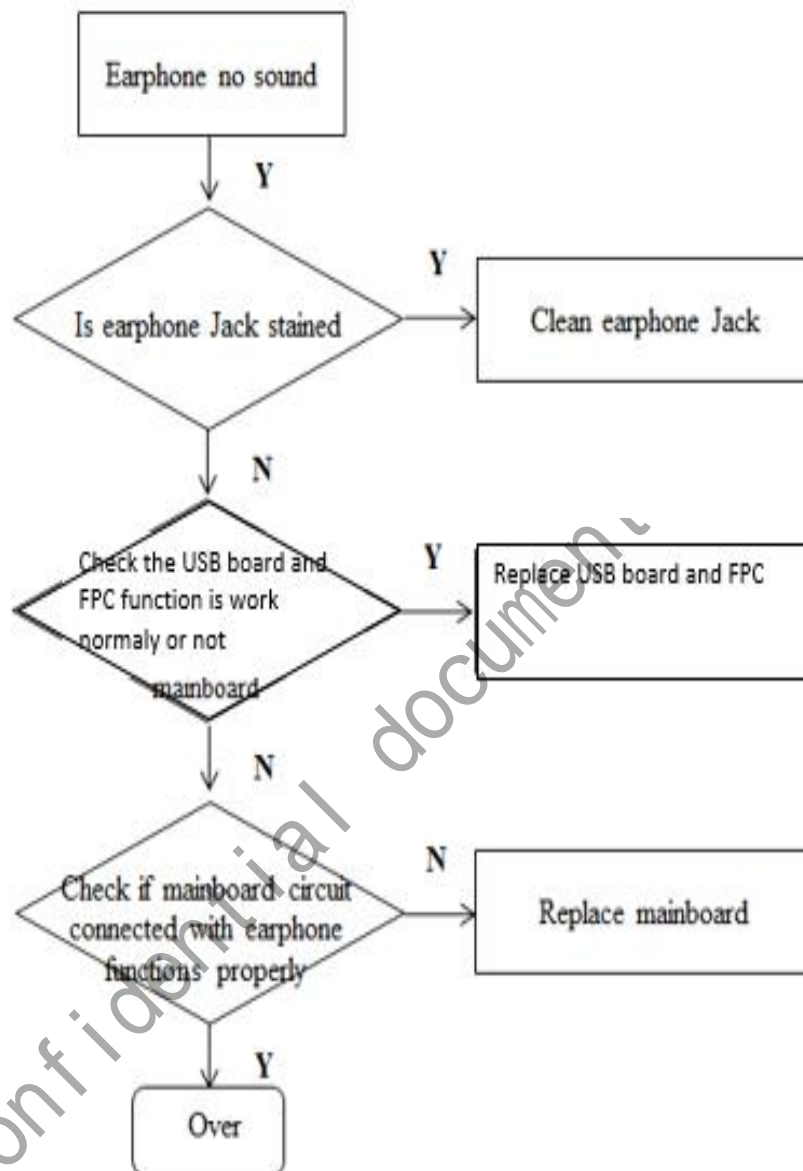 Earphone no sound
Y
Is earphone Jack stained
Y
Clean earphone Jack
N
Check the USB board and
FPC function is work
normaly or not
mainboard
Y
Replace USB board and FPC
N
Check if mainboard circuit
connected with earphone
functions properly
N
Replace mainboard
Y
Over
onfidential document